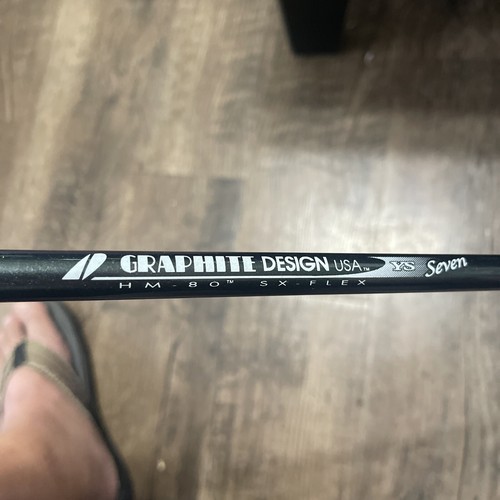 GRAPHITE DESIGN USA™ YS Seven
HM-80™ SX-FLEX